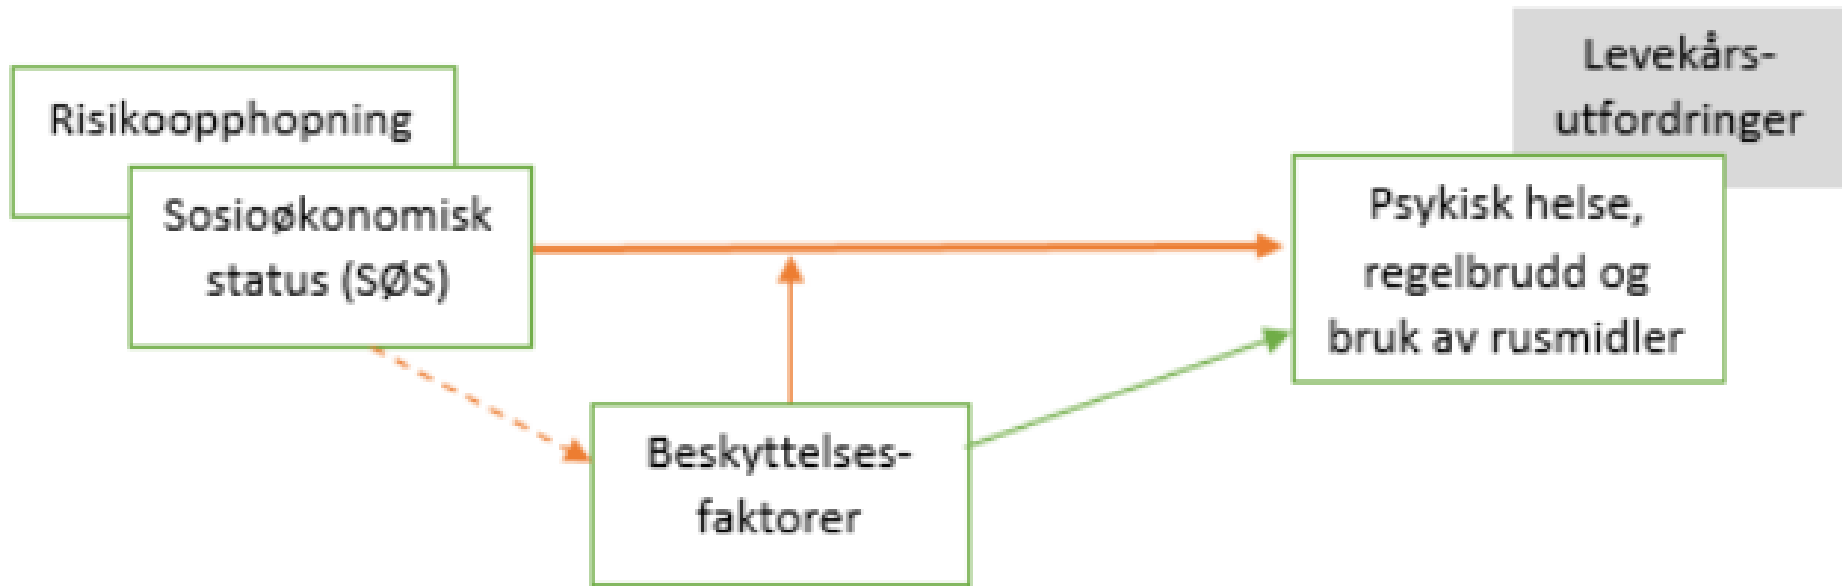 Risikoopphopning
Sosioøkonomisk
status (SØS)
Beskyttelses-
faktorer
Levekårs-
utfordringer
Psykisk helse,
regelbrudd og
bruk av rusmidler